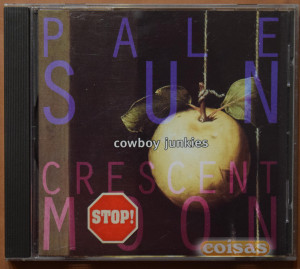 PALE
SUN
cowboy junkies
CRESCENT
MOON
STOP!
coisas